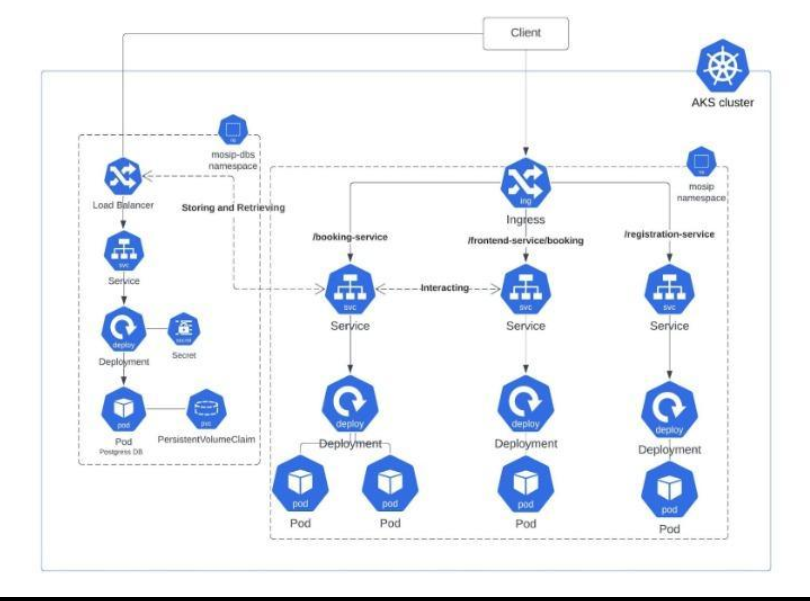 Client
AKS cluster
ns
mosip-dbs
namespace
ns
mosip
namespace
Load Balancer
Storing and Retrieving
ing
Ingress
/booking-service
/frontend-service/booking
/registration-service
svc
Service
Interacting
svc
Service
svc
Service
svc
Service
deploy
Deployment
secret
Secret
pod
Pod
Postgress DB
pvc
PersistentVolumeClaim
deploy
Deployment
deploy
Deployment
deploy
Deployment
pod
Pod
pod
Pod
pod
Pod
pod
Pod